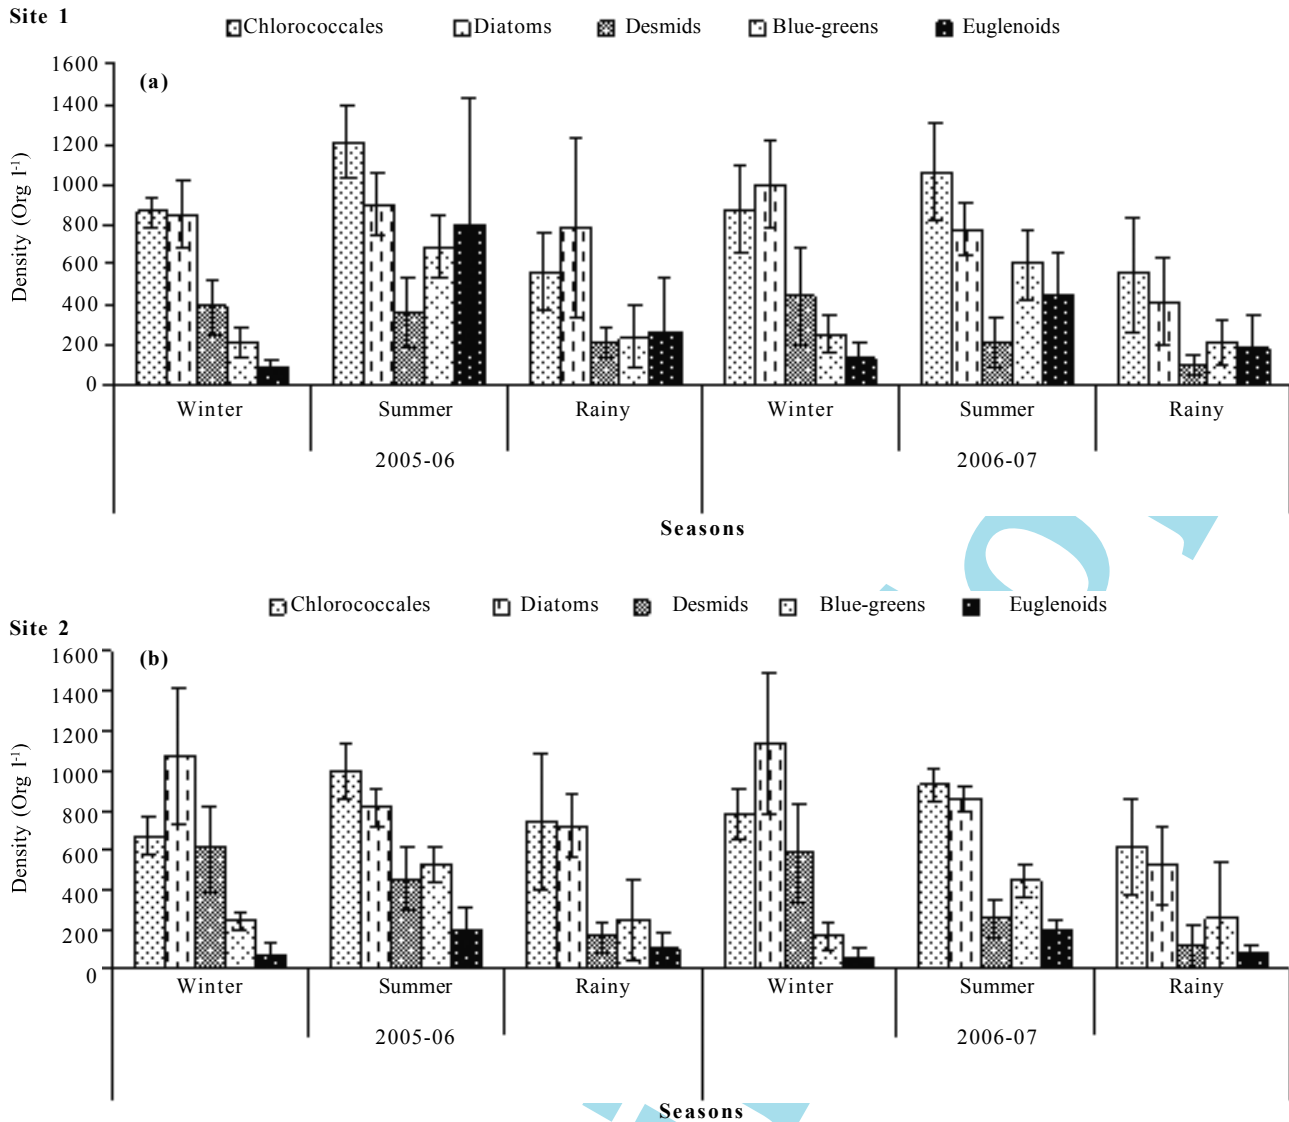 Site 1
Chlorococcales Diatoms Desmids Blue-greens Euglenoids
(a)
1600
1400
1200
1000
800
600
400
200
0
Density (Org l-1)
Winter Summer Rainy Winter Summer Rainy
2005-06 2006-07
Seasons
Chlorococcales Diatoms Desmids Blue-greens Euglenoids
Site 2
(b)
1600
1400
1200
1000
800
600
400
200
0
Density (Org l-1)
Winter Summer Rainy Winter Summer Rainy
2005-06 2006-07
Seasons